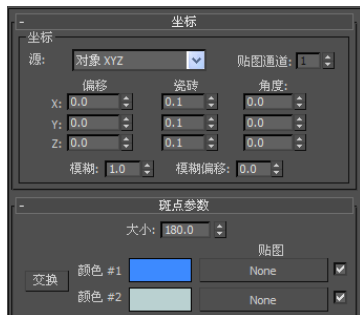 - 坐标
坐标
源: 对象 XYZ 贴图通道: 1
偏移 瓷砖 角度:
X: 0.0 0.1 0.0
Y: 0.0 0.1 0.0
Z: 0.0 0.1 0.0
模糊: 1.0 模糊偏移: 0.0
- 斑点参数
大小: 180.0
贴图
交换 颜色 #1 None
颜色 #2 None